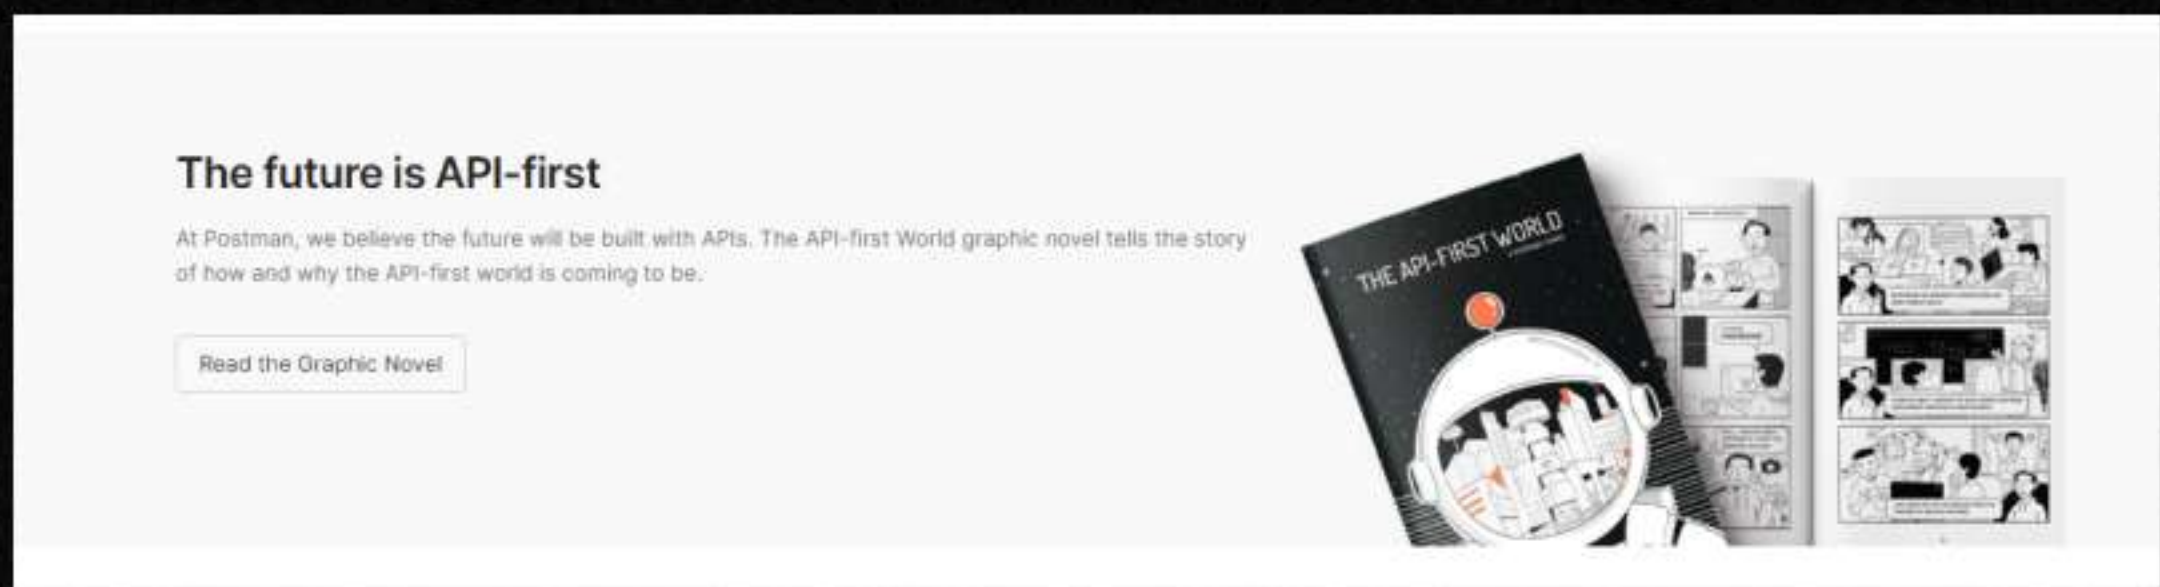 The future is API-first
At Postman, we believe the future will be built with APIs. The API-first World graphic novel tells the story
of how and why the API-first world is coming to be.
Read the Graphic Novel
THE API-FIRST WORLD